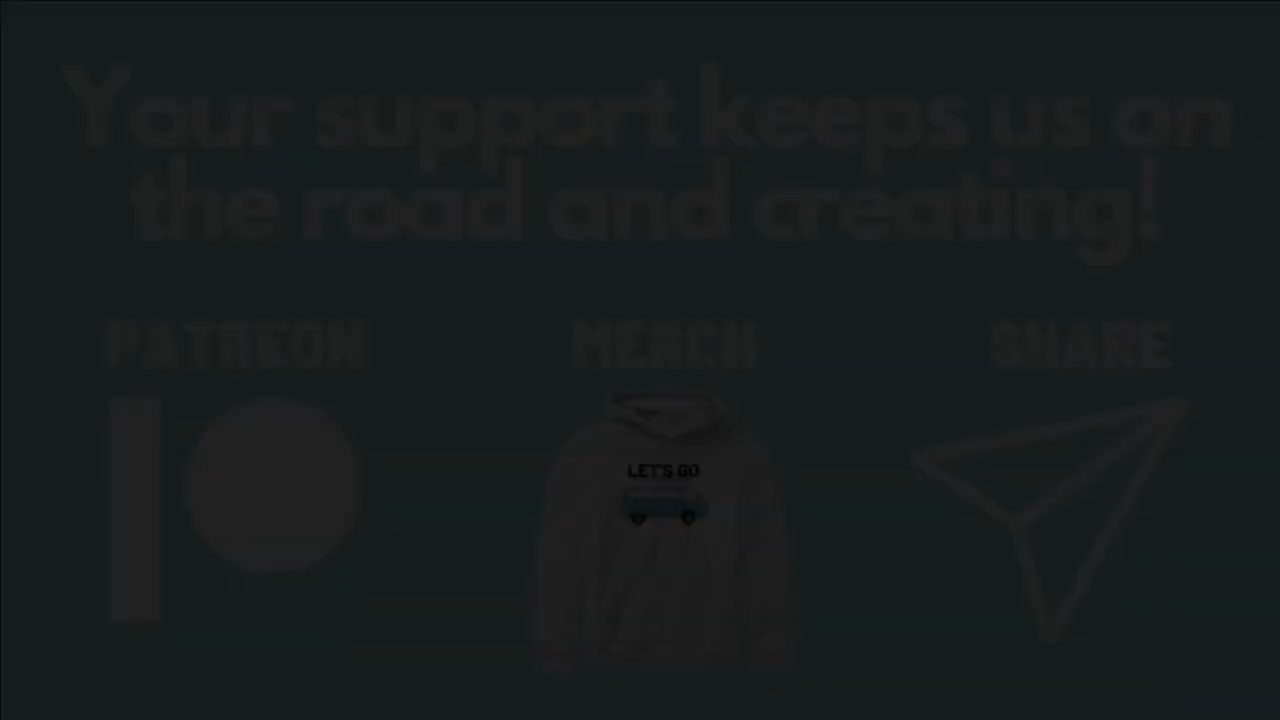 Your support keeps us on
the road and creating!
PATREON
MERCH
SHARE
LET'S GO